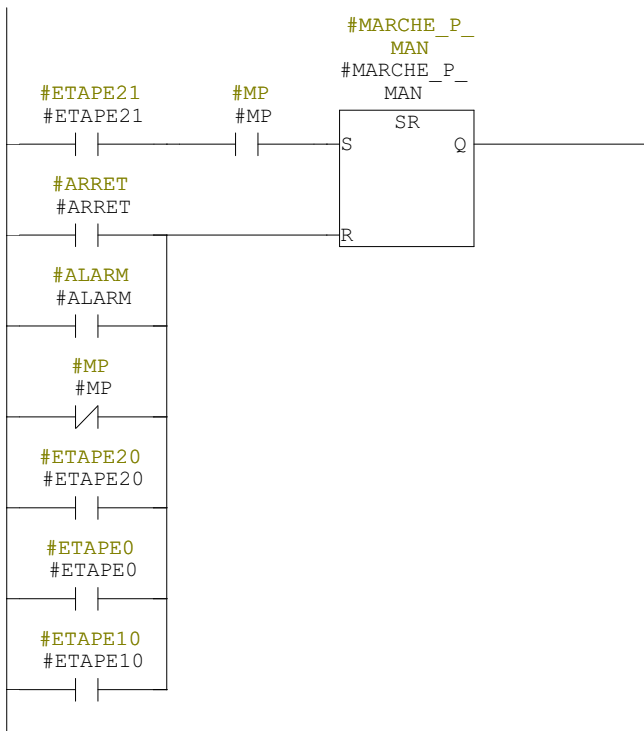 #MARCHE_P_
MAN
#MARCHE_P_
MAN
#ETAPE21
#MP
#ETAPE21
#MP
SR
S
Q
#ARRET
#ARRET
R
#ALARM
#ALARM
#MP
#MP
#ETAPE20
#ETAPE20
#ETAPE0
#ETAPE0
#ETAPE10
#ETAPE10